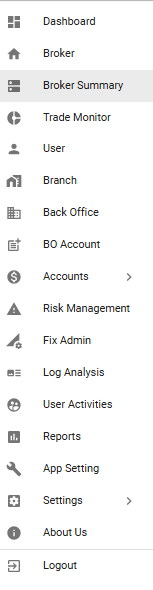 Dashboard
Broker
Broker Summary
Trade Monitor
User
Branch
Back Office
BO Account
Accounts
Risk Management
Fix Admin
Log Analysis
User Activities
Reports
App Setting
Settings
About Us
Logout